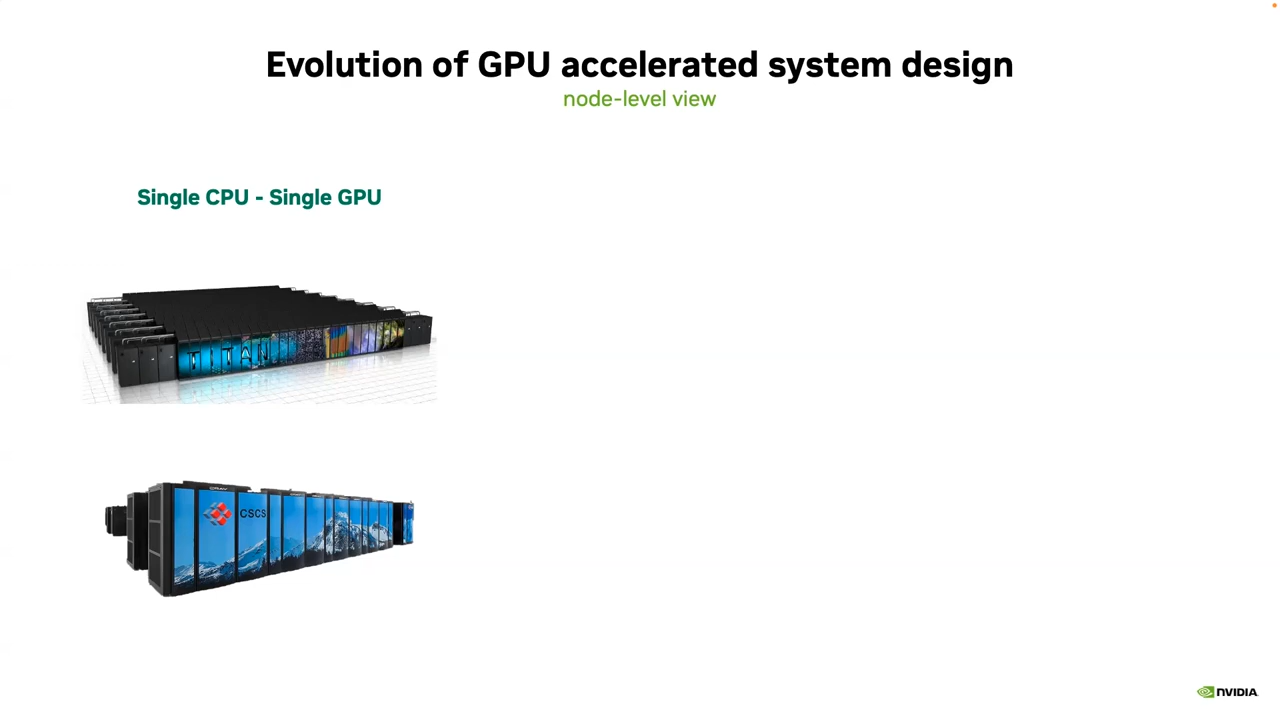 Evolution of GPU accelerated system design
node-level view
Single CPU - Single GPU
TITAN
CSCS
NVIDIA